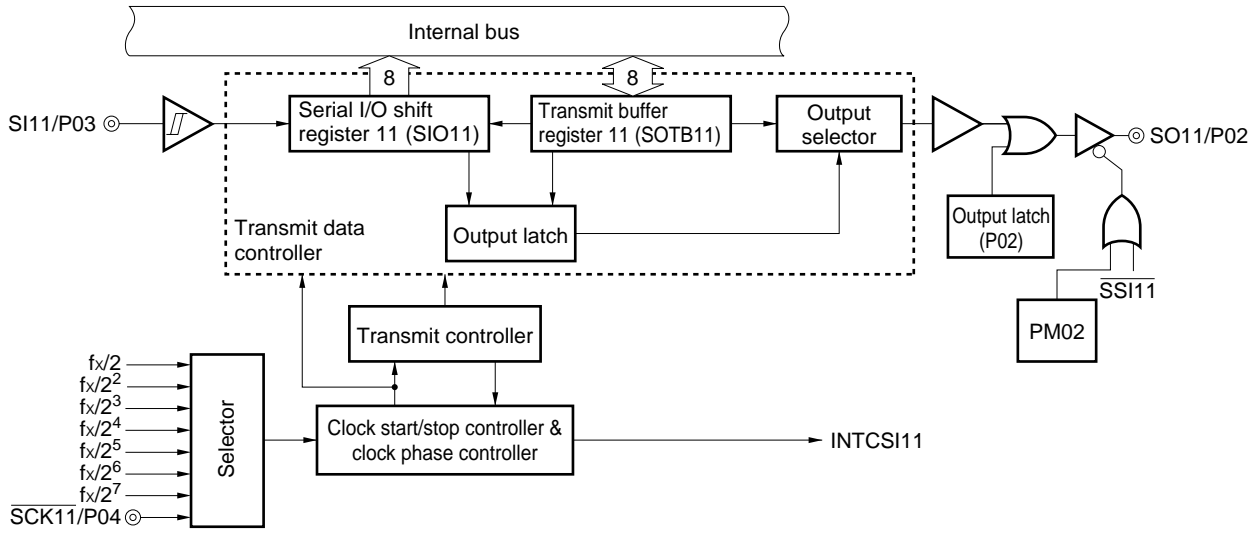 Internal bus
8
8
SI11/P03
Serial I/O shift
register 11 (SIO11)
Transmit buffer
register 11 (SOTB11)
Output
selector
SO11/P02
Transmit data
controller
Output latch
Output latch
(P02)
SSI11
PM02
Transmit controller
fX/2
fX/2²
fX/2³
fX/2⁴
fX/2⁵
fX/2⁶
fX/2⁷
SCK11/P04
Selector
Clock start/stop controller &
clock phase controller
INTCSI11